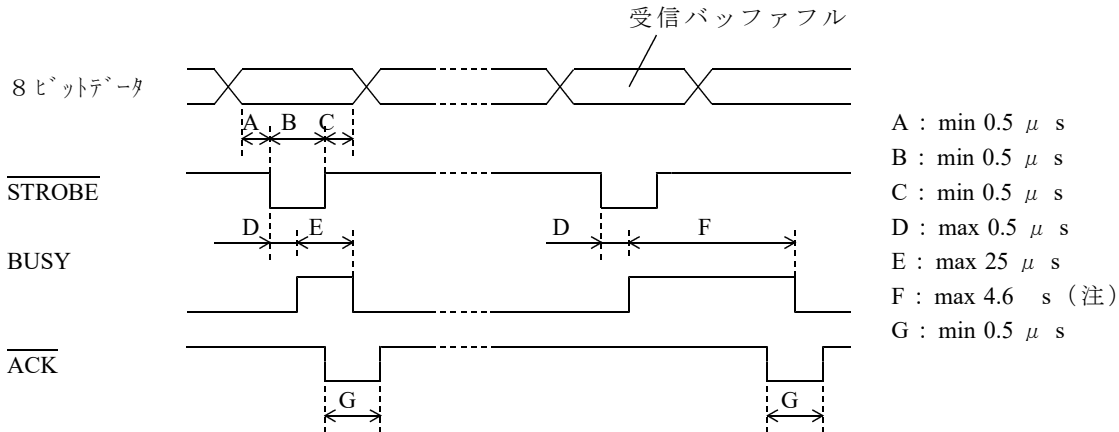 受信バッファフル
８ﾋﾞｯﾄﾃﾞｰﾀ
A B C
A : min 0.5 μ s
B : min 0.5 μ s
STROBE
C : min 0.5 μ s
D E D F
D : max 0.5 μ s
BUSY
E : max 25 μ s
F : max 4.6 s（注）
G : min 0.5 μ s
ACK
G G